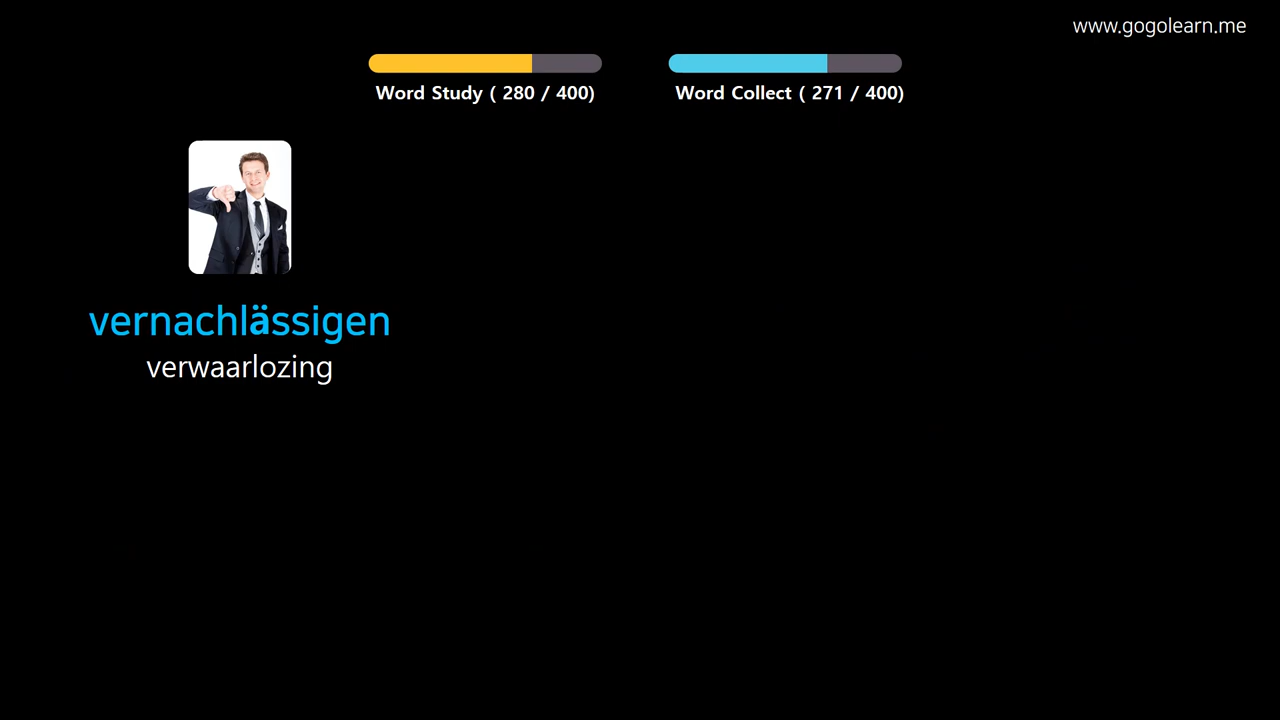 www.gogolearn.me
Word Study ( 280 / 400)
Word Collect ( 271 / 400)
vernachlässigen
verwaarlozing